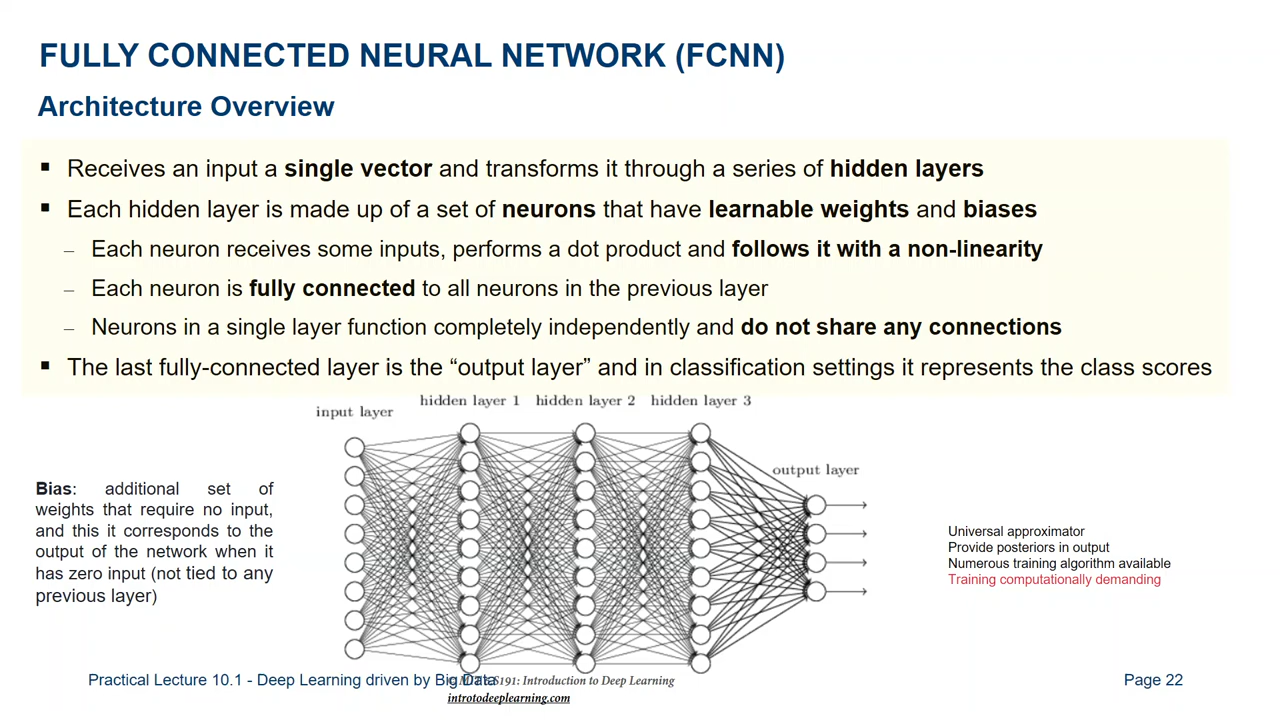 FULLY CONNECTED NEURAL NETWORK (FCNN)
Architecture Overview
▪ Receives an input a single vector and transforms it through a series of hidden layers
▪ Each hidden layer is made up of a set of neurons that have learnable weights and biases
– Each neuron receives some inputs, performs a dot product and follows it with a non-linearity
– Each neuron is fully connected to all neurons in the previous layer
– Neurons in a single layer function completely independently and do not share any connections
▪ The last fully-connected layer is the “output layer” and in classification settings it represents the class scores
input layer
hidden layer 1 hidden layer 2 hidden layer 3
output layer
Bias: additional set of
weights that require no input,
and this it corresponds to the
output of the network when it
has zero input (not tied to any
previous layer)
Universal approximator
Provide posteriors in output
Numerous training algorithm available
Training computationally demanding
Practical Lecture 10.1 - Deep Learning driven by Big Data
191: Introduction to Deep Learning
introtodeeplearning.com
Page 22